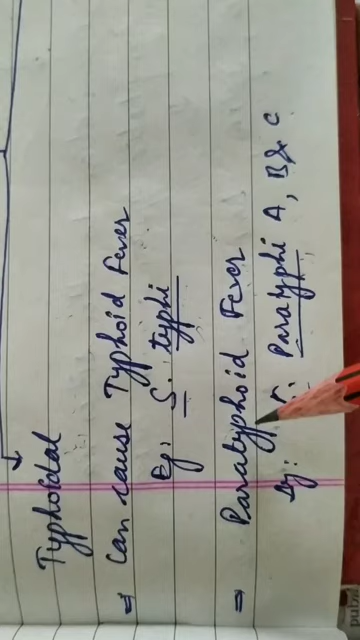 Typhoidal
→ Can cause Typhoid Fever
Eg: S. typhi
⇒ Paratyphoid Fever
Eg: Paratyphi A, B & C